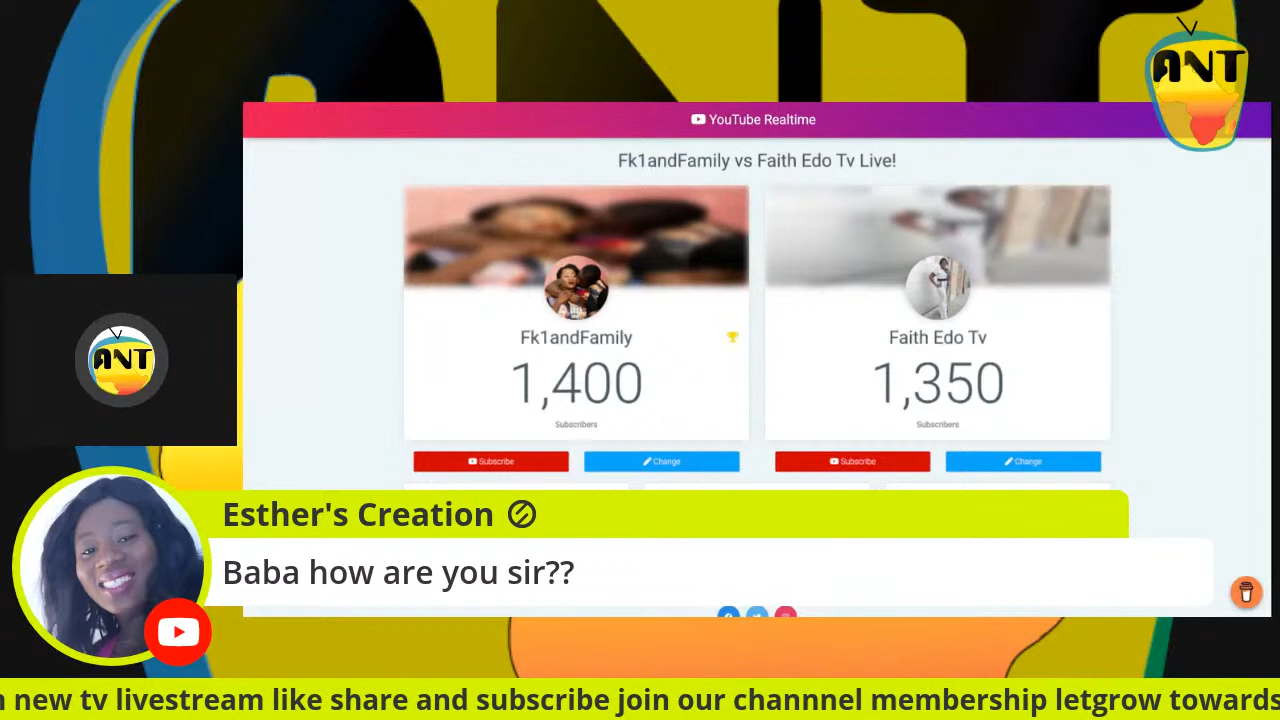 ANT
YouTube Realtime
Fk1andFamily vs Faith Edo Tv Live!
Fk1andFamily
1,400
Subscribers
Subscribe
Change
Faith Edo Tv
1,350
Subscribers
Subscribe
Change
ANT
Esther's Creation
Baba how are you sir??
new tv livestream like share and subscribe join our channnel membership letgrow towards